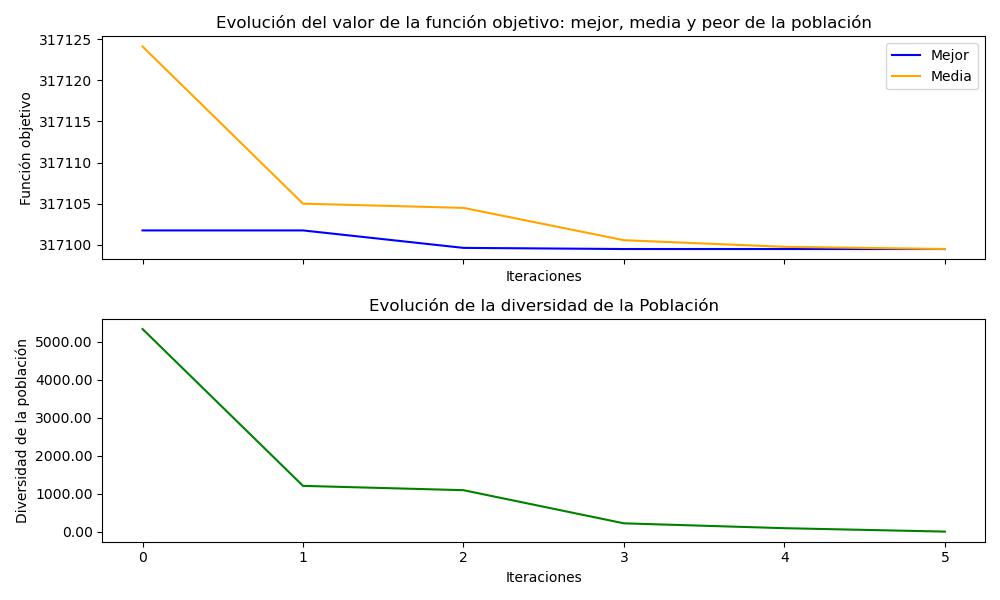 Evolución del valor de la función objetivo: mejor, media y peor de la población
317125
317120
317115
317110
317105
317100
Función objetivo
Mejor
Media
Iteraciones
Evolución de la diversidad de la Población
5000.00
4000.00
3000.00
2000.00
1000.00
0.00
Diversidad de la población
0 1 2 3 4 5
Iteraciones